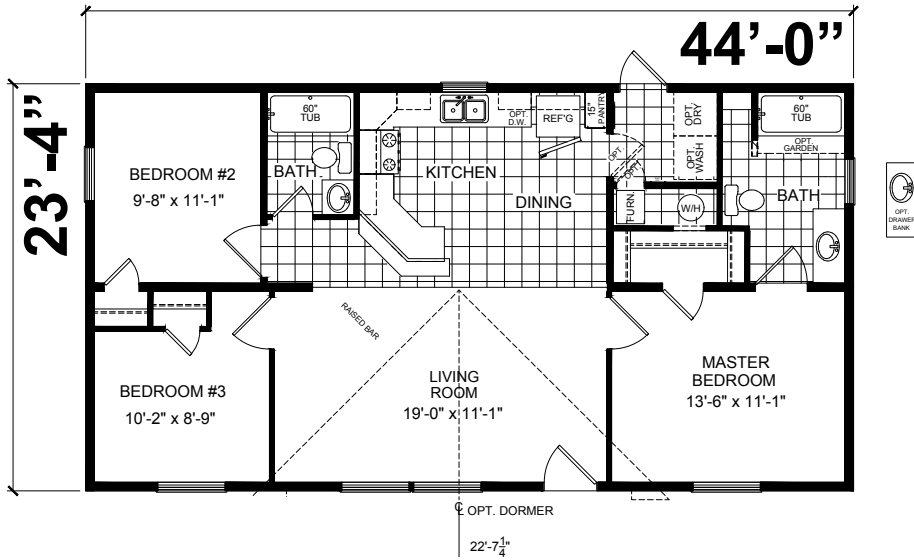 44'-0"
23'-4"
60"
TUB
BATH
BEDROOM #2
9'-8" x 11'-1"
KITCHEN
DINING
OPT.
D.W.
REF'G
15"
PANTRY
OPT.
OPT.
OPT. DRY
OPT.
WASH
FURN.
W/H
60"
TUB
OPT.
GARDEN
BATH
OPT.
DRAWER
BANK
RAISED BAR
BEDROOM #3
10'-2" x 8'-9"
LIVING
ROOM
19'-0" x 11'-1"
MASTER
BEDROOM
13'-6" x 11'-1"
℄ OPT. DORMER
22'-7 1/4"